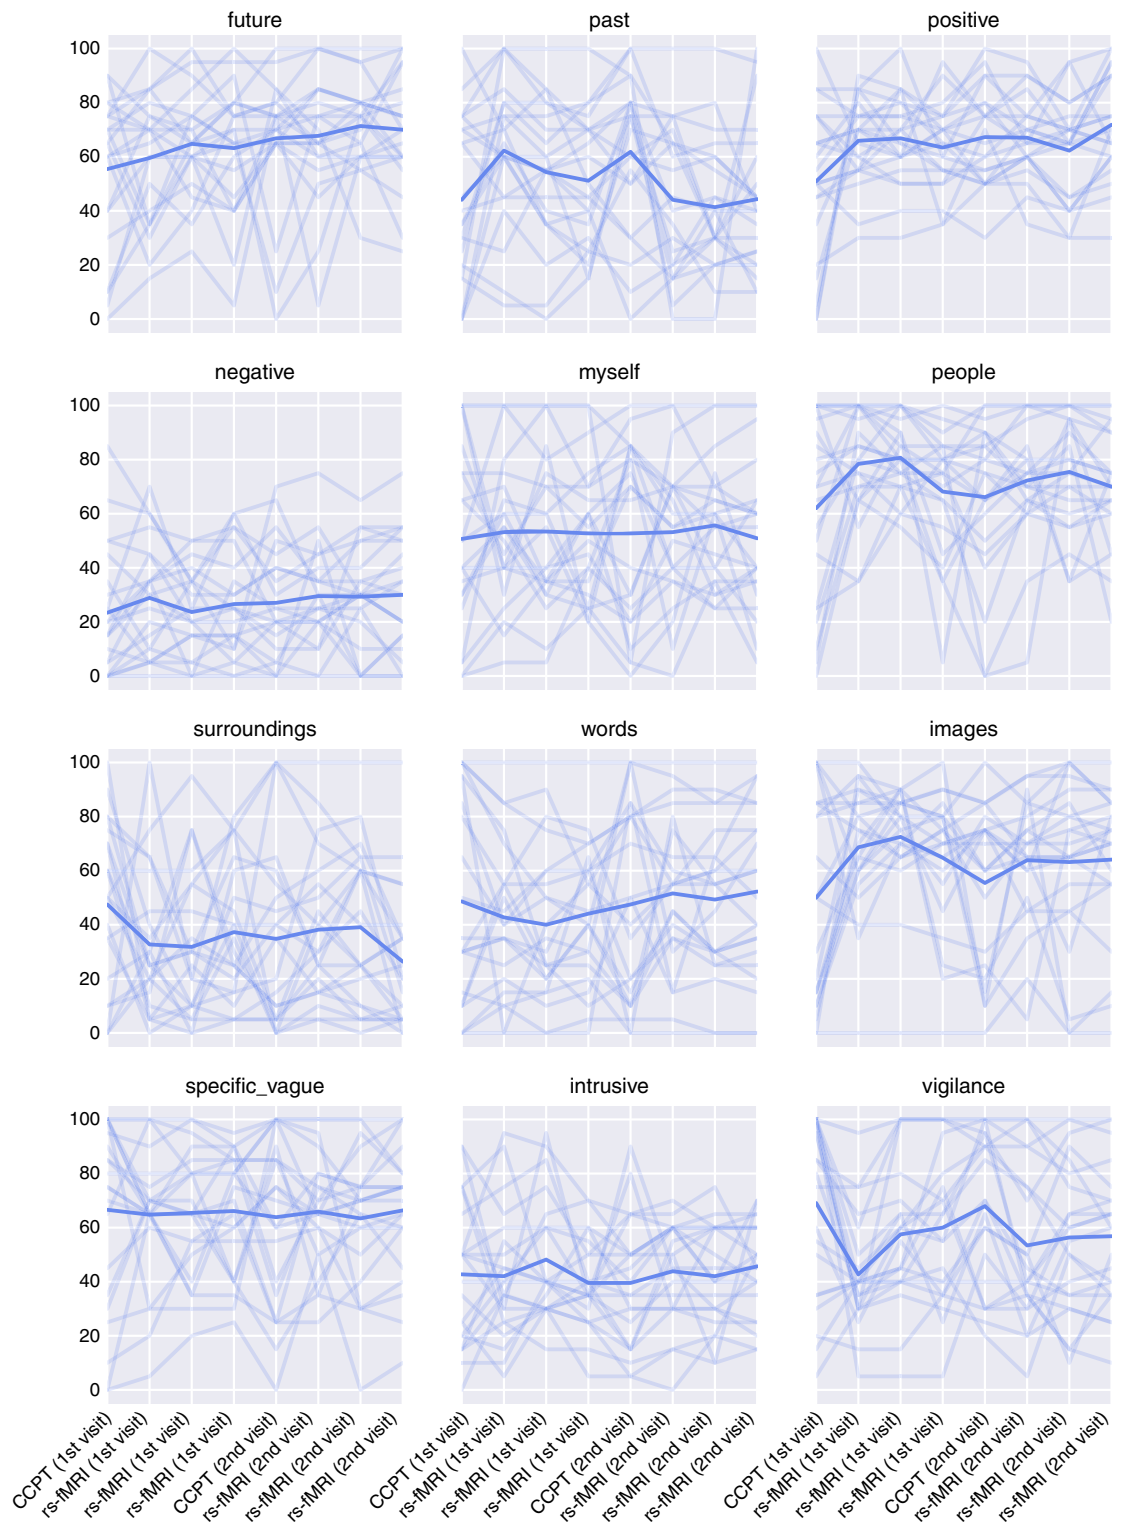 future past positive
100
80
60
40
20
0
negative myself people
100
80
60
40
20
0
surroundings words images
100
80
60
40
20
0
specific_vague intrusive vigilance
100
80
60
40
20
0
CCPT (1st visit)
rs-fMRI (1st visit)
rs-fMRI (1st visit)
rs-fMRI (1st visit)
CCPT (2nd visit)
rs-fMRI (2nd visit)
rs-fMRI (2nd visit)
rs-fMRI (2nd visit)
CCPT (1st visit)
rs-fMRI (1st visit)
rs-fMRI (1st visit)
rs-fMRI (1st visit)
CCPT (2nd visit)
rs-fMRI (2nd visit)
rs-fMRI (2nd visit)
rs-fMRI (2nd visit)
CCPT (1st visit)
rs-fMRI (1st visit)
rs-fMRI (1st visit)
rs-fMRI (1st visit)
CCPT (2nd visit)
rs-fMRI (2nd visit)
rs-fMRI (2nd visit)
rs-fMRI (2nd visit)